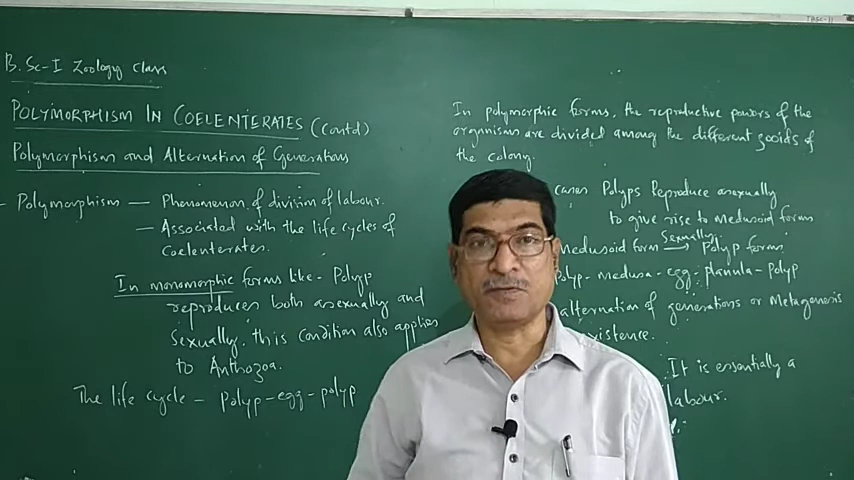 TBSC-11
B.Sc-I Zoology Class
POLYMORPHISM IN COELENTERATES (Contd)
Polymorphism and Alternation of Generations
- Polymorphism — Phenomenon of division of labour.
— Associated with the life cycles of
Coelenterates.
In monomorphic forms like - Polyp
reproduces both asexually and
sexually. this condition also applies
to Anthozoa.
The life cycle - polyp-egg-polyp
In polymorphic forms, the reproductive powers of the
organisms are divided among the different zooids of
the colony.
cases Polyps Reproduce asexually
to give rise to medusoid forms
medusoid form Sexually → Polyp forms
polyp - medusa - egg - planula - polyp
alternation of generations or Metagenesis
existence.
It is essentially a
labour.